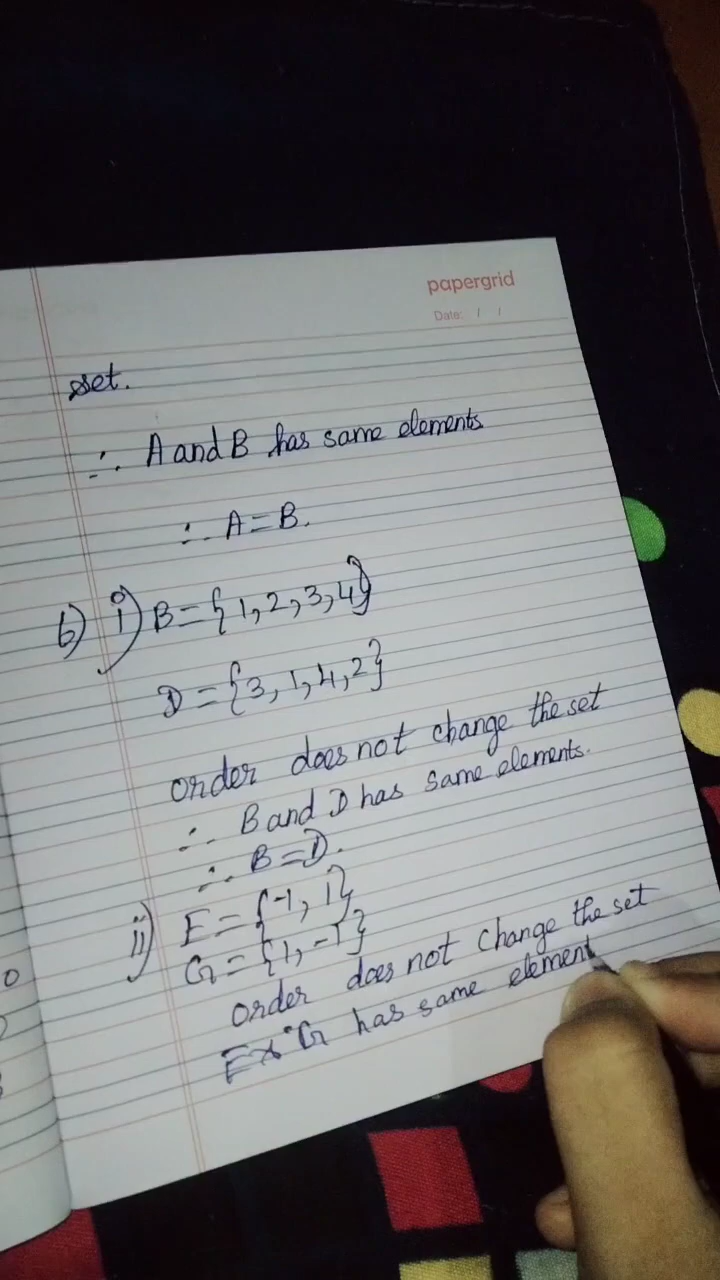 papergrid
Date: / /
set.
∴ A and B has same elements
∴ A = B.
6) i) B = {1, 2, 3, 4}
D = {3, 1, 4, 2}
order does not change the set
∴ B and D has same elements.
∴ B = D.
ii) E = {-1, 1}
G = {1, -1}
order does not change the set
E & G has same element